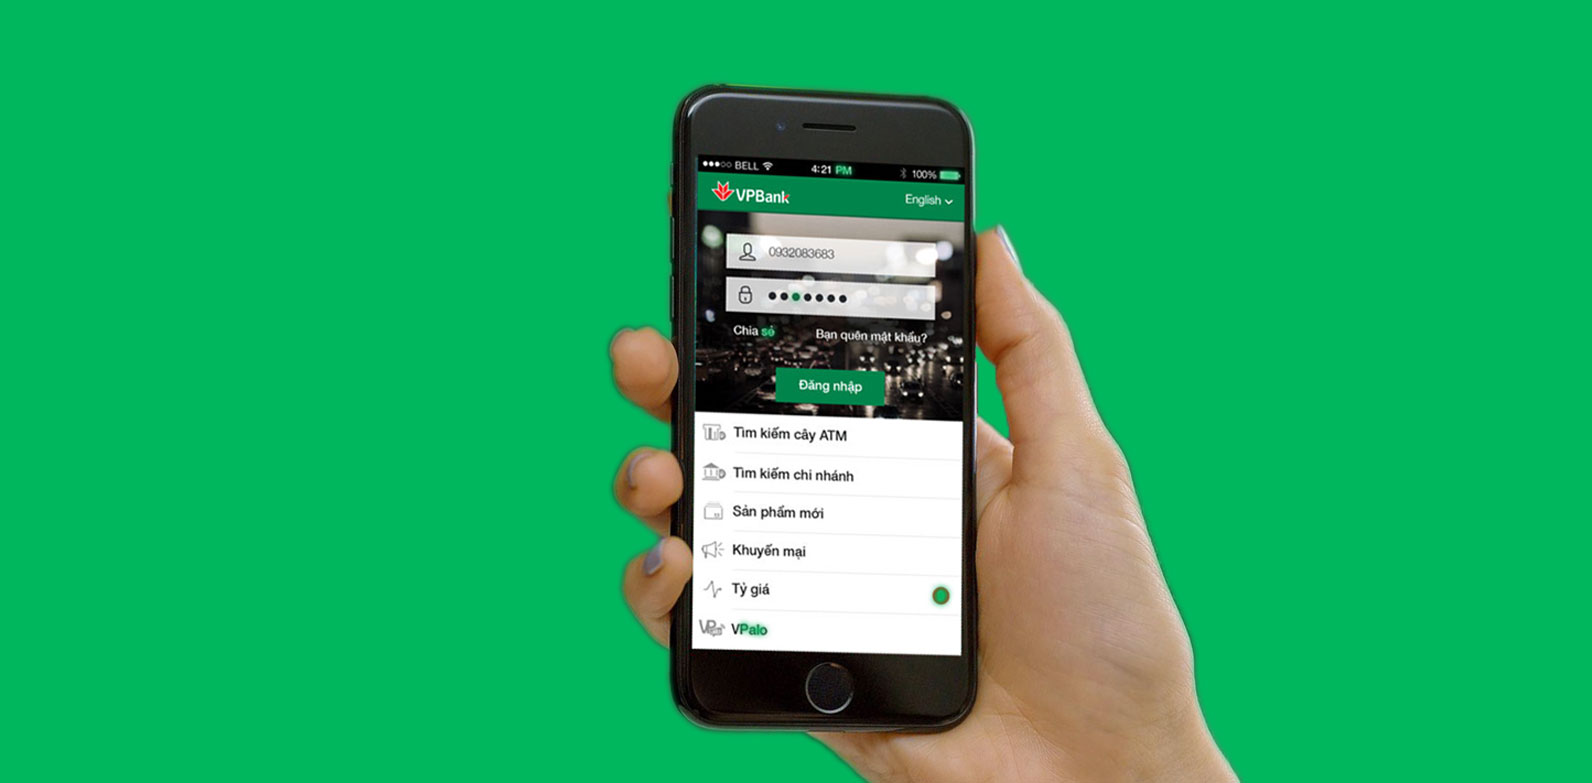 BELL 4:21 PM 100%
VPBank English
0932083683
Chia sẻ Bạn quên mật khẩu?
Đăng nhập
Tìm kiếm cây ATM
Tìm kiếm chi nhánh
Sản phẩm mới
Khuyến mại
Tỷ giá
VPalo